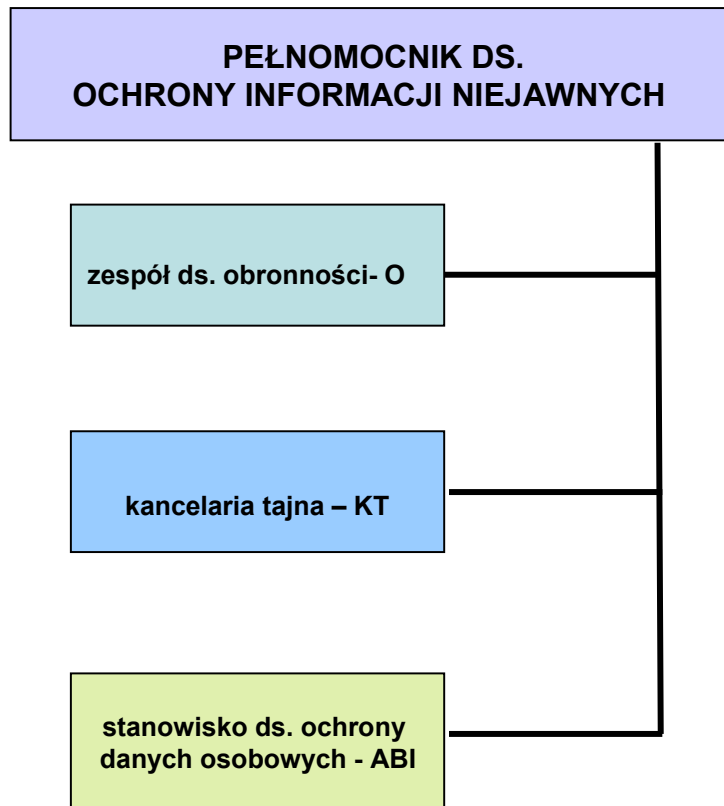 PEŁNOMOCNIK DS.
OCHRONY INFORMACJI NIEJAWNYCH
zespół ds. obronności- O
kancelaria tajna – KT
stanowisko ds. ochrony
danych osobowych - ABI